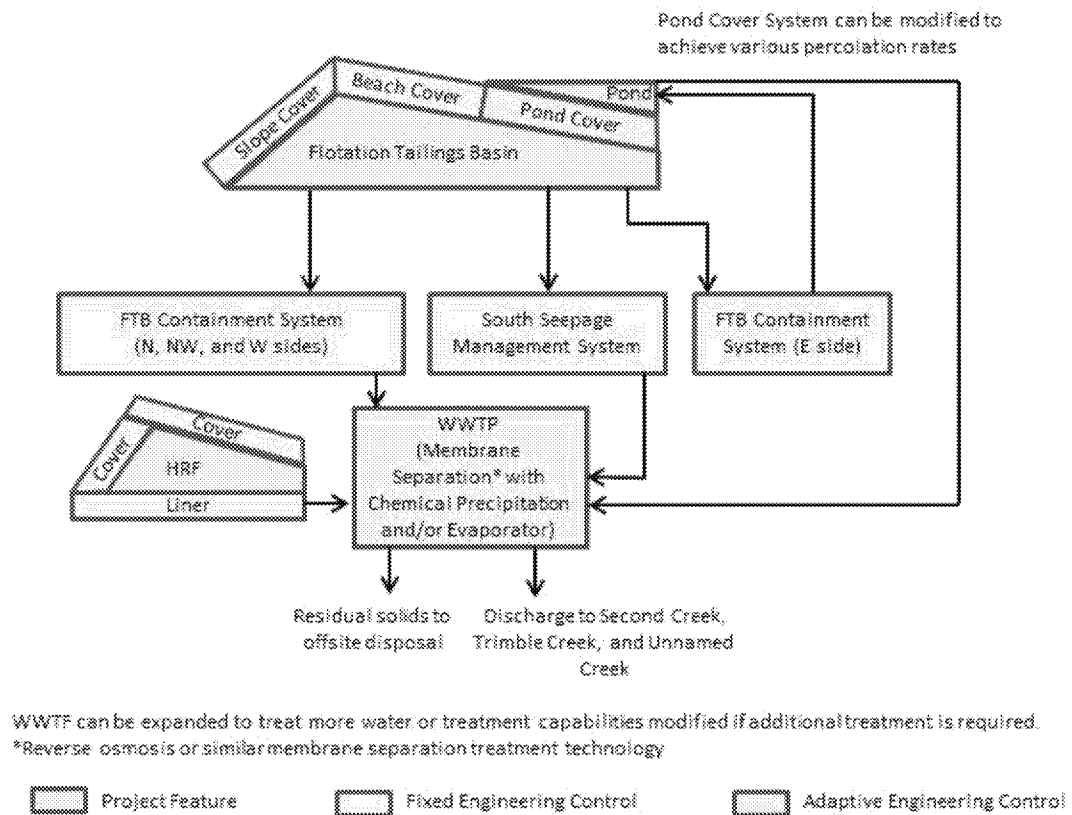 Pond Cover System can be modified to
achieve various percolation rates
Slope Cover
Beach Cover
Pond
Pond Cover
Flotation Tailings Basin
FTB Containment System
(N, NW, and W sides)
South Seepage
Management System
FTB Containment
System (E side)
Cover
Cover
HRF
Liner
WWTP
(Membrane
Separation* with
Chemical Precipitation
and/or Evaporator)
Residual solids to
offsite disposal
Discharge to Second Creek,
Trimble Creek, and Unnamed
Creek
WWTF can be expanded to treat more water or treatment capabilities modified if additional treatment is required.
*Reverse osmosis or similar membrane separation treatment technology
Project Feature
Fixed Engineering Control
Adaptive Engineering Control